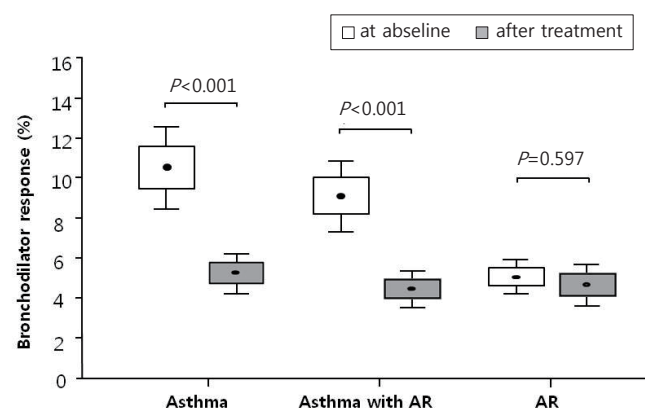 at abseline after treatment
Bronchodilator response (%)
16
14
12
10
8
6
4
2
0
P<0.001
P<0.001
P=0.597
Asthma Asthma with AR AR